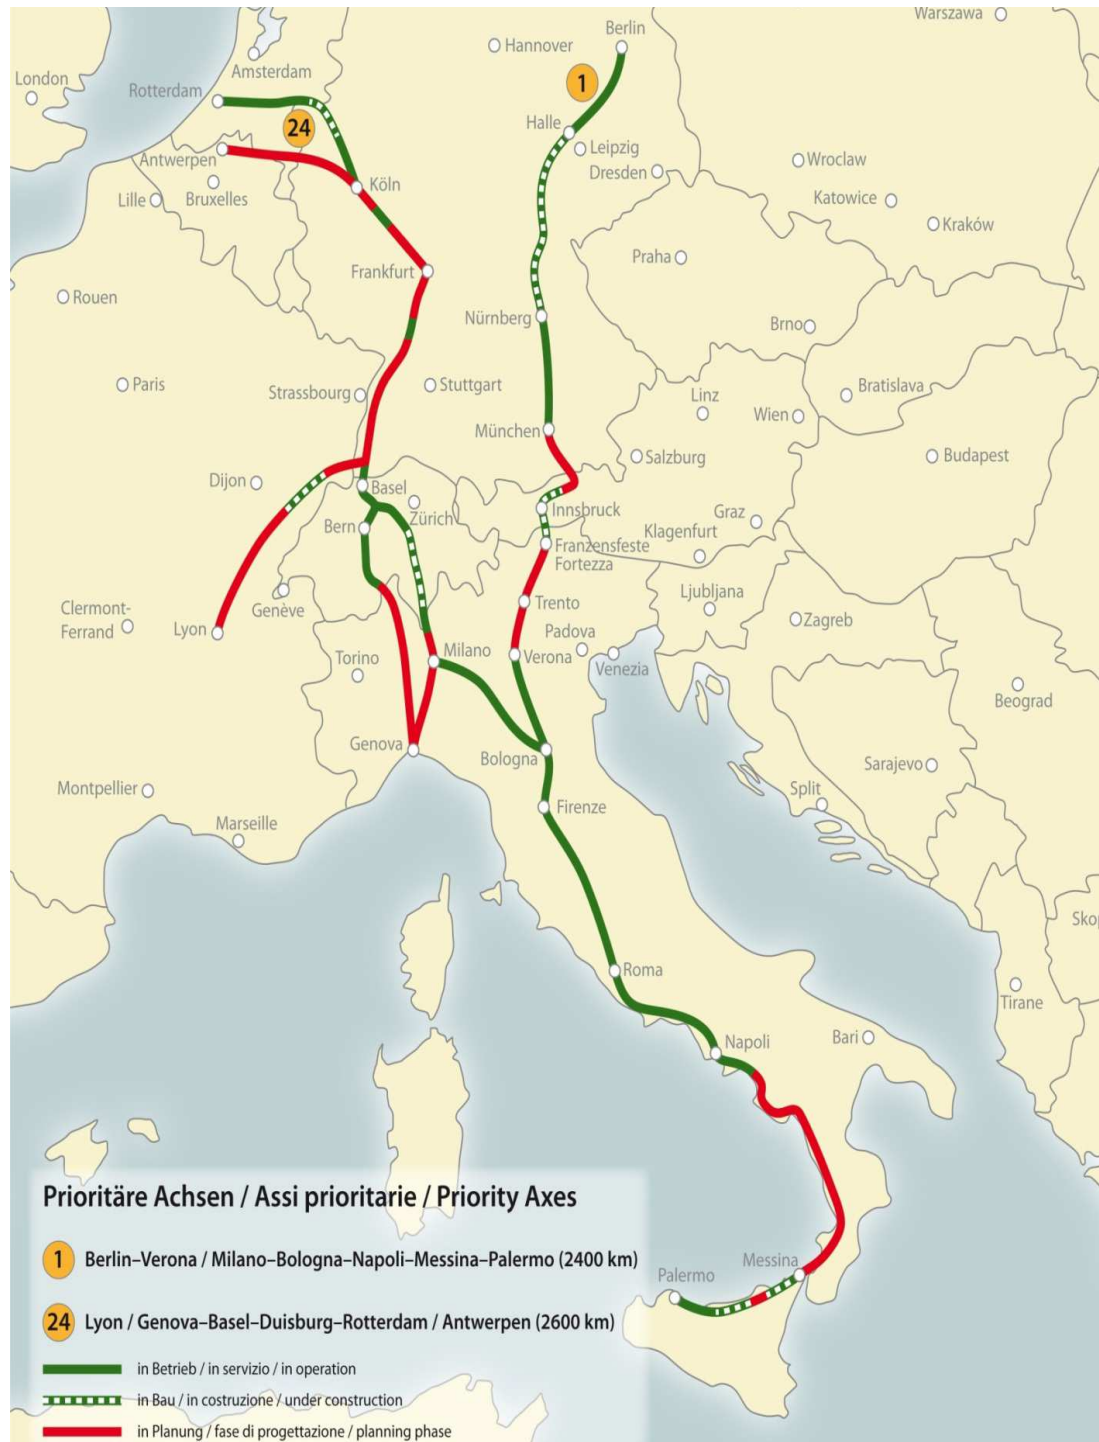 Warszawa
Berlin
Hannover
London
Amsterdam
1
Rotterdam
24
Halle
Antwerpen
Leipzig
Wroclaw
Dresden
Köln
Lille
Bruxelles
Katowice
Kraków
Praha
Frankfurt
Rouen
Nürnberg
Brno
Paris
Strassbourg
Stuttgart
Bratislava
Linz
Wien
München
Salzburg
Budapest
Dijon
Basel
Zürich
Innsbruck
Graz
Bern
Klagenfurt
Franzensfeste
Fortezza
Genève
Ljubljana
Clermont-
Ferrand
Trento
Zagreb
Lyon
Padova
Milano
Verona
Venezia
Torino
Beograd
Genova
Bologna
Sarajevo
Montpellier
Split
Firenze
Marseille
Skop
Roma
Tirane
Napoli
Bari
Prioritäre Achsen / Assi prioritarie / Priority Axes
1 Berlin–Verona / Milano–Bologna–Napoli–Messina–Palermo (2400 km)
Messina
Palermo
24 Lyon / Genova–Basel–Duisburg–Rotterdam / Antwerpen (2600 km)
in Betrieb / in servizio / in operation
in Bau / in costruzione / under construction
in Planung / fase di progettazione / planning phase